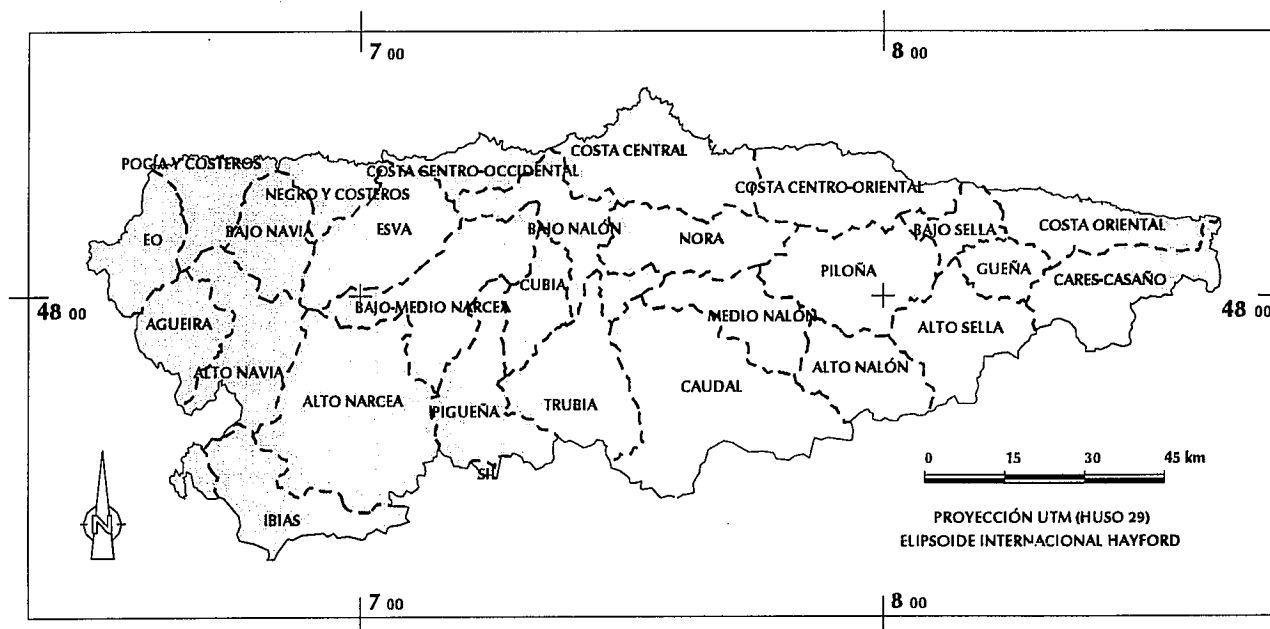 7 00
8 00
COSTA CENTRAL
POCÍA Y COSTEROS
COSTA CENTRO-OCCIDENTAL
NEGRO Y COSTEROS
COSTA CENTRO-ORIENTAL
BAJO NAVIA
ESVA
BAJO NALÓN
NORA
BAJO SELLA
COSTA ORIENTAL
EO
PILOÑA
GUEÑA
CUBIA
CARES-CASAÑO
48 00
BAJO-MEDIO NARCEA
48 00
AGUEIRA
MEDIO NALÓN
ALTO SELLA
ALTO NAVIA
ALTO NALÓN
ALTO NARCEA
PIGUEÑA
TRUBIA
CAUDAL
SIL
0 15 30 45 km
IBIAS
N
PROYECCIÓN UTM (HUSO 29)
ELIPSOIDE INTERNACIONAL HAYFORD
7 00
8 00